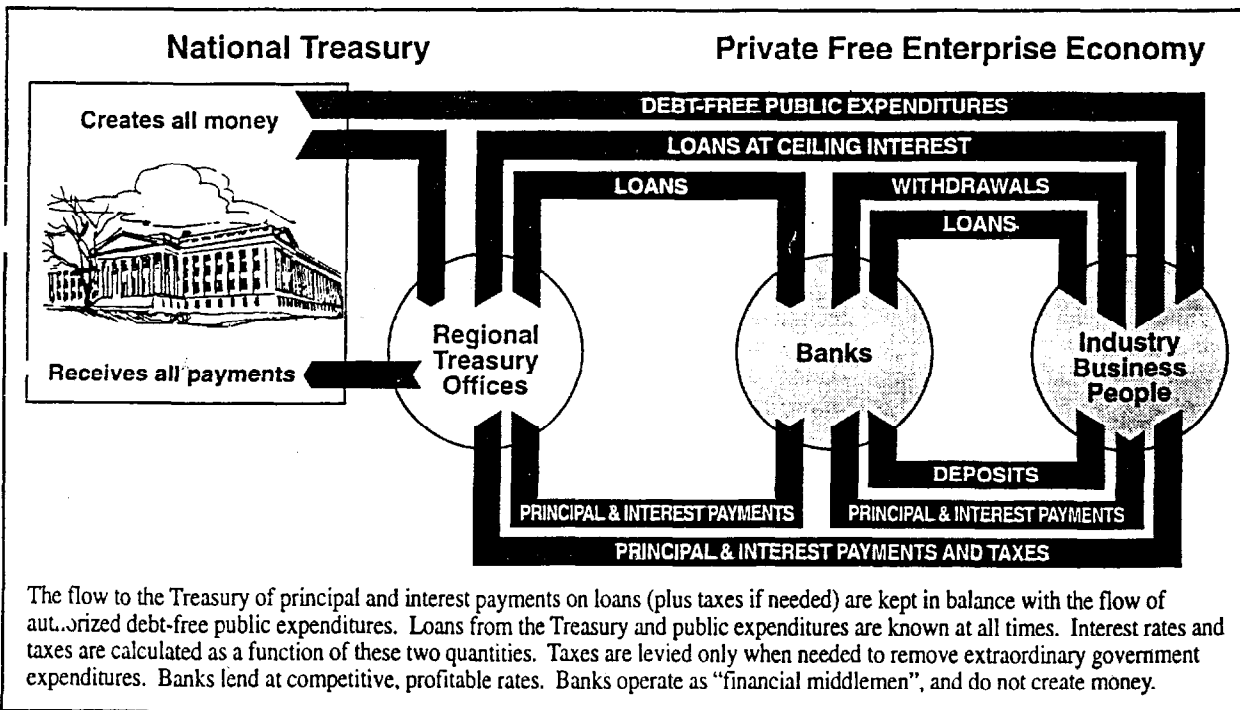 National Treasury
Private Free Enterprise Economy
Creates all money
DEBT-FREE PUBLIC EXPENDITURES
LOANS AT CEILING INTEREST
LOANS
WITHDRAWALS
LOANS
Regional
Treasury
Offices
Banks
Industry
Business
People
Receives all payments
DEPOSITS
PRINCIPAL & INTEREST PAYMENTS
PRINCIPAL & INTEREST PAYMENTS
PRINCIPAL & INTEREST PAYMENTS AND TAXES
The flow to the Treasury of principal and interest payments on loans (plus taxes if needed) are kept in balance with the flow of
debt-free public expenditures. Loans from the Treasury and public expenditures are known at all times. Interest rates and
taxes are calculated as a function of these two quantities. Taxes are levied only when needed to remove extraordinary government
expenditures. Banks lend at competitive, profitable rates. Banks operate as “financial middlemen”, and do not create money.